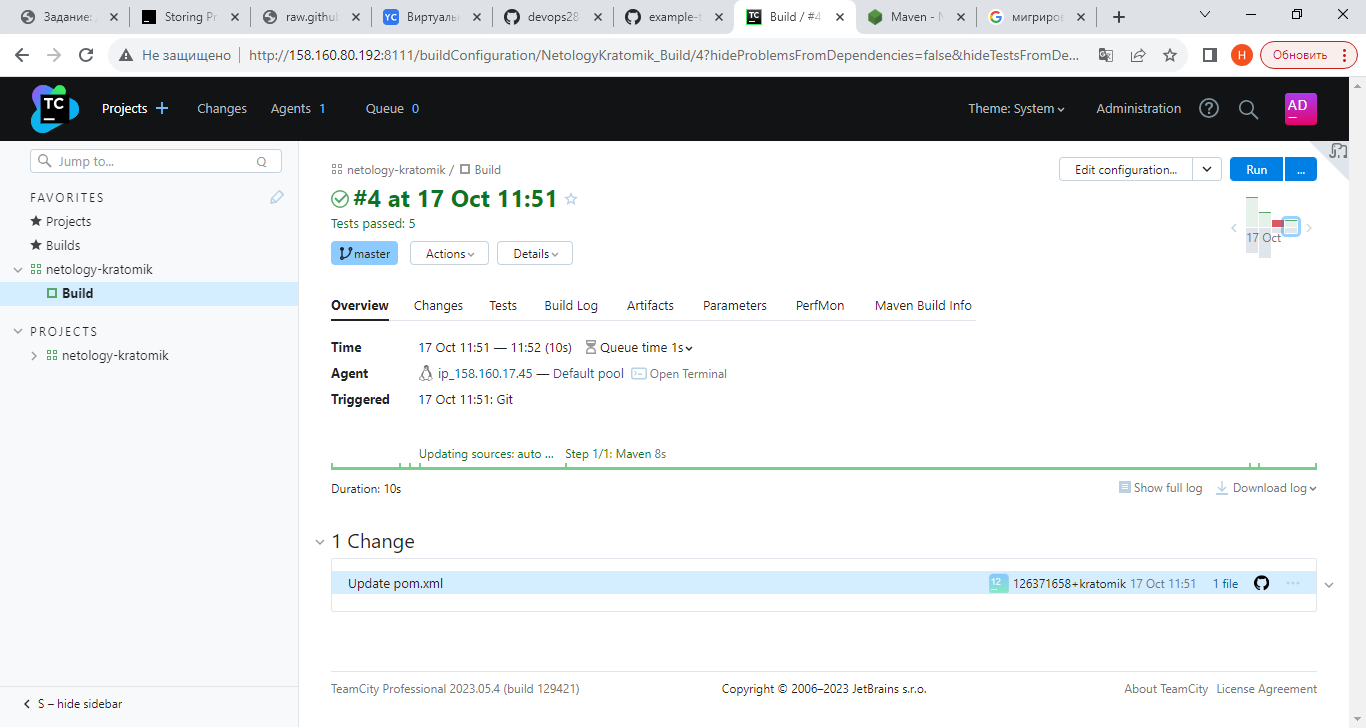 Задание:
Storing Pr
raw.github
Виртуаль
devops28
example-t
Build / #4
Maven - N
мигриров
Не защищено http://158.160.80.192:8111/buildConfiguration/NetologyKratomik_Build/4?hideProblemsFromDependencies=false&hideTestsFromDe...
Н
Обновить
TC
Projects
Changes
Agents 1
Queue 0
Theme: System
Administration
AD
Jump to... Q
FAVORITES
Projects
Builds
netology-kratomik
Build
PROJECTS
netology-kratomik
netology-kratomik / Build
Edit configuration...
Run
...
#4 at 17 Oct 11:51
Tests passed: 5
17 Oct
master
Actions
Details
Overview
Changes
Tests
Build Log
Artifacts
Parameters
PerfMon
Maven Build Info
Time 17 Oct 11:51 — 11:52 (10s) Queue time 1s
Agent ip_158.160.17.45 — Default pool Open Terminal
Triggered 17 Oct 11:51: Git
Updating sources: auto ... Step 1/1: Maven 8s
Duration: 10s
Show full log
Download log
1 Change
Update pom.xml 12 126371658+kratomik 17 Oct 11:51 1 file
S – hide sidebar
TeamCity Professional 2023.05.4 (build 129421)
Copyright © 2006–2023 JetBrains s.r.o.
About TeamCity License Agreement